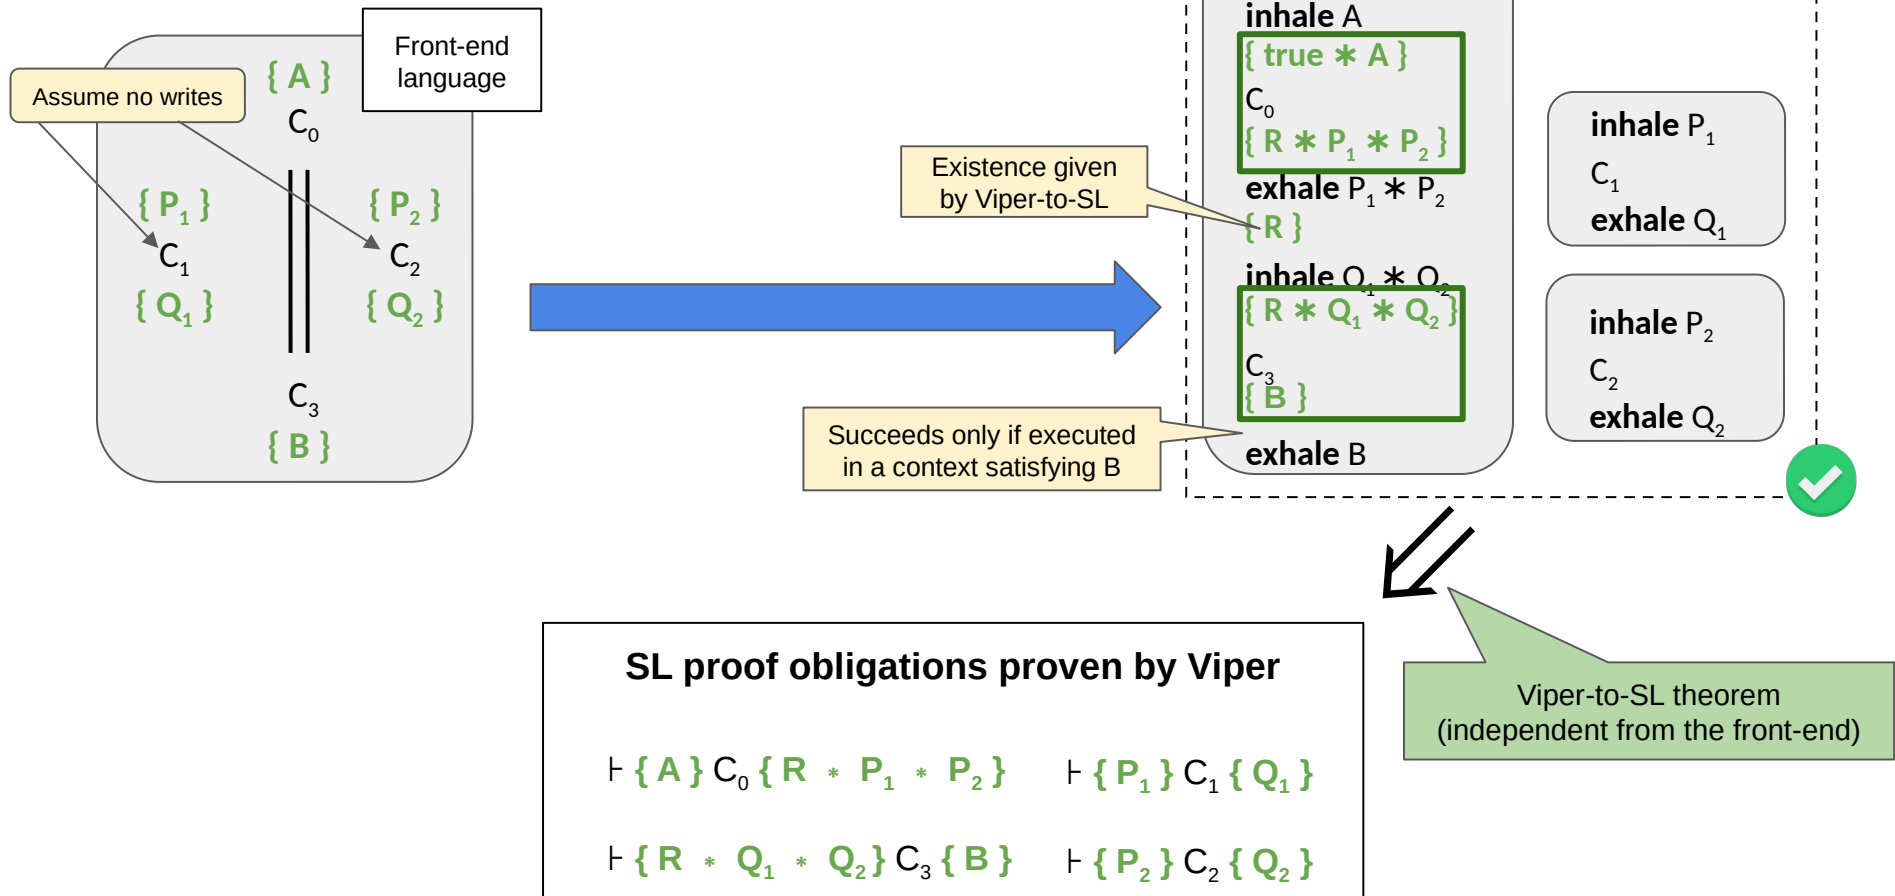 Front-end
language
Assume no writes
{ A }
C0
{ P1 }
{ P2 }
C1
C2
{ Q1 }
{ Q2 }
C3
{ B }
inhale A
{ true ∗ A }
C0
{ R ∗ P1 ∗ P2 }
exhale P1 ∗ P2
{ R }
inhale Q1 ∗ Q2
{ R ∗ Q1 ∗ Q2 }
C3
{ B }
exhale B
Existence given
by Viper-to-SL
Succeeds only if executed
in a context satisfying B
inhale P1
C1
exhale Q1
inhale P2
C2
exhale Q2
Viper-to-SL theorem
(independent from the front-end)
SL proof obligations proven by Viper
⊦ { A } C0 { R ∗ P1 ∗ P2 }
⊦ { P1 } C1 { Q1 }
⊦ { R ∗ Q1 ∗ Q2 } C3 { B }
⊦ { P2 } C2 { Q2 }